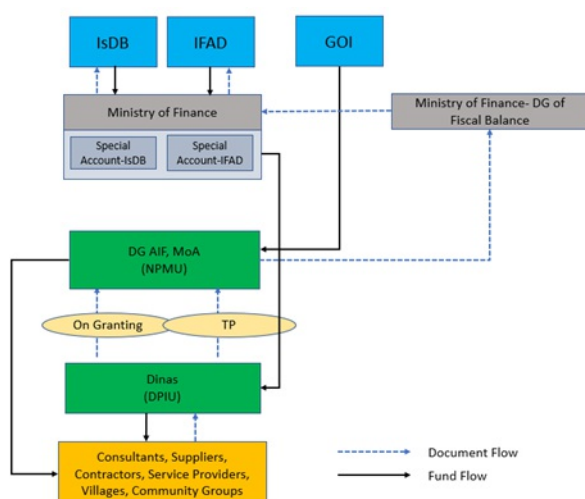 IsDB
IFAD
GOI
Ministry of Finance
Ministry of Finance- DG of
Fiscal Balance
Special
Account-IsDB
Special
Account-IFAD
DG AIF, MoA
(NPMU)
On Granting
TP
Dinas
(DPIU)
Consultants, Suppliers,
Contractors, Service Providers,
Villages, Community Groups
Document Flow
Fund Flow